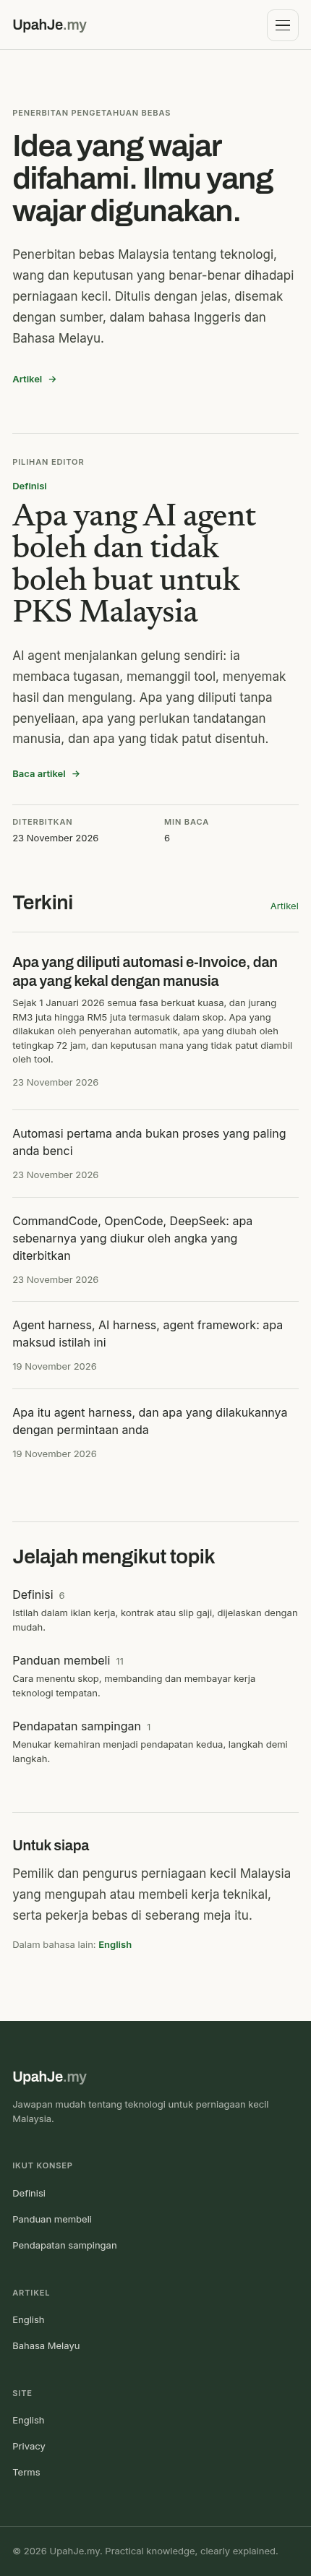 UpahJe.my
PENERBITAN PENGETAHUAN BEBAS
Idea yang wajar
difahami. Ilmu yang
wajar digunakan.
Penerbitan bebas Malaysia tentang teknologi,
wang dan keputusan yang benar-benar dihadapi
perniagaan kecil. Ditulis dengan jelas, disemak
dengan sumber, dalam bahasa Inggeris dan
Bahasa Melayu.
Artikel →
PILIHAN EDITOR
Definisi
Apa yang AI agent
boleh dan tidak
boleh buat untuk
PKS Malaysia
AI agent menjalankan gelung sendiri: ia
membaca tugasan, memanggil tool, menyemak
hasil dan mengulang. Apa yang diliputi tanpa
penyeliaan, apa yang perlukan tandatangan
manusia, dan apa yang tidak patut disentuh.
Baca artikel →
DITERBITKAN MIN BACA
23 November 2026 6
Terkini Artikel
Apa yang diliputi automasi e-Invoice, dan
apa yang kekal dengan manusia
Sejak 1 Januari 2026 semua fasa berkuat kuasa, dan jurang
RM3 juta hingga RM5 juta termasuk dalam skop. Apa yang
dilakukan oleh penyerahan automatik, apa yang diubah oleh
tetingkap 72 jam, dan keputusan mana yang tidak patut diambil
oleh tool.
23 November 2026
Automasi pertama anda bukan proses yang paling
anda benci
23 November 2026
CommandCode, OpenCode, DeepSeek: apa
sebenarnya yang diukur oleh angka yang
diterbitkan
23 November 2026
Agent harness, AI harness, agent framework: apa
maksud istilah ini
19 November 2026
Apa itu agent harness, dan apa yang dilakukannya
dengan permintaan anda
19 November 2026
Jelajah mengikut topik
Definisi 6
Istilah dalam iklan kerja, kontrak atau slip gaji, dijelaskan dengan
mudah.
Panduan membeli 11
Cara menentu skop, membanding dan membayar kerja
teknologi tempatan.
Pendapatan sampingan 1
Menukar kemahiran menjadi pendapatan kedua, langkah demi
langkah.
Untuk siapa
Pemilik dan pengurus perniagaan kecil Malaysia
yang mengupah atau membeli kerja teknikal,
serta pekerja bebas di seberang meja itu.
Dalam bahasa lain: English
UpahJe.my
Jawapan mudah tentang teknologi untuk perniagaan kecil
Malaysia.
IKUT KONSEP
Definisi
Panduan membeli
Pendapatan sampingan
ARTIKEL
English
Bahasa Melayu
SITE
English
Privacy
Terms
© 2026 UpahJe.my. Practical knowledge, clearly explained.